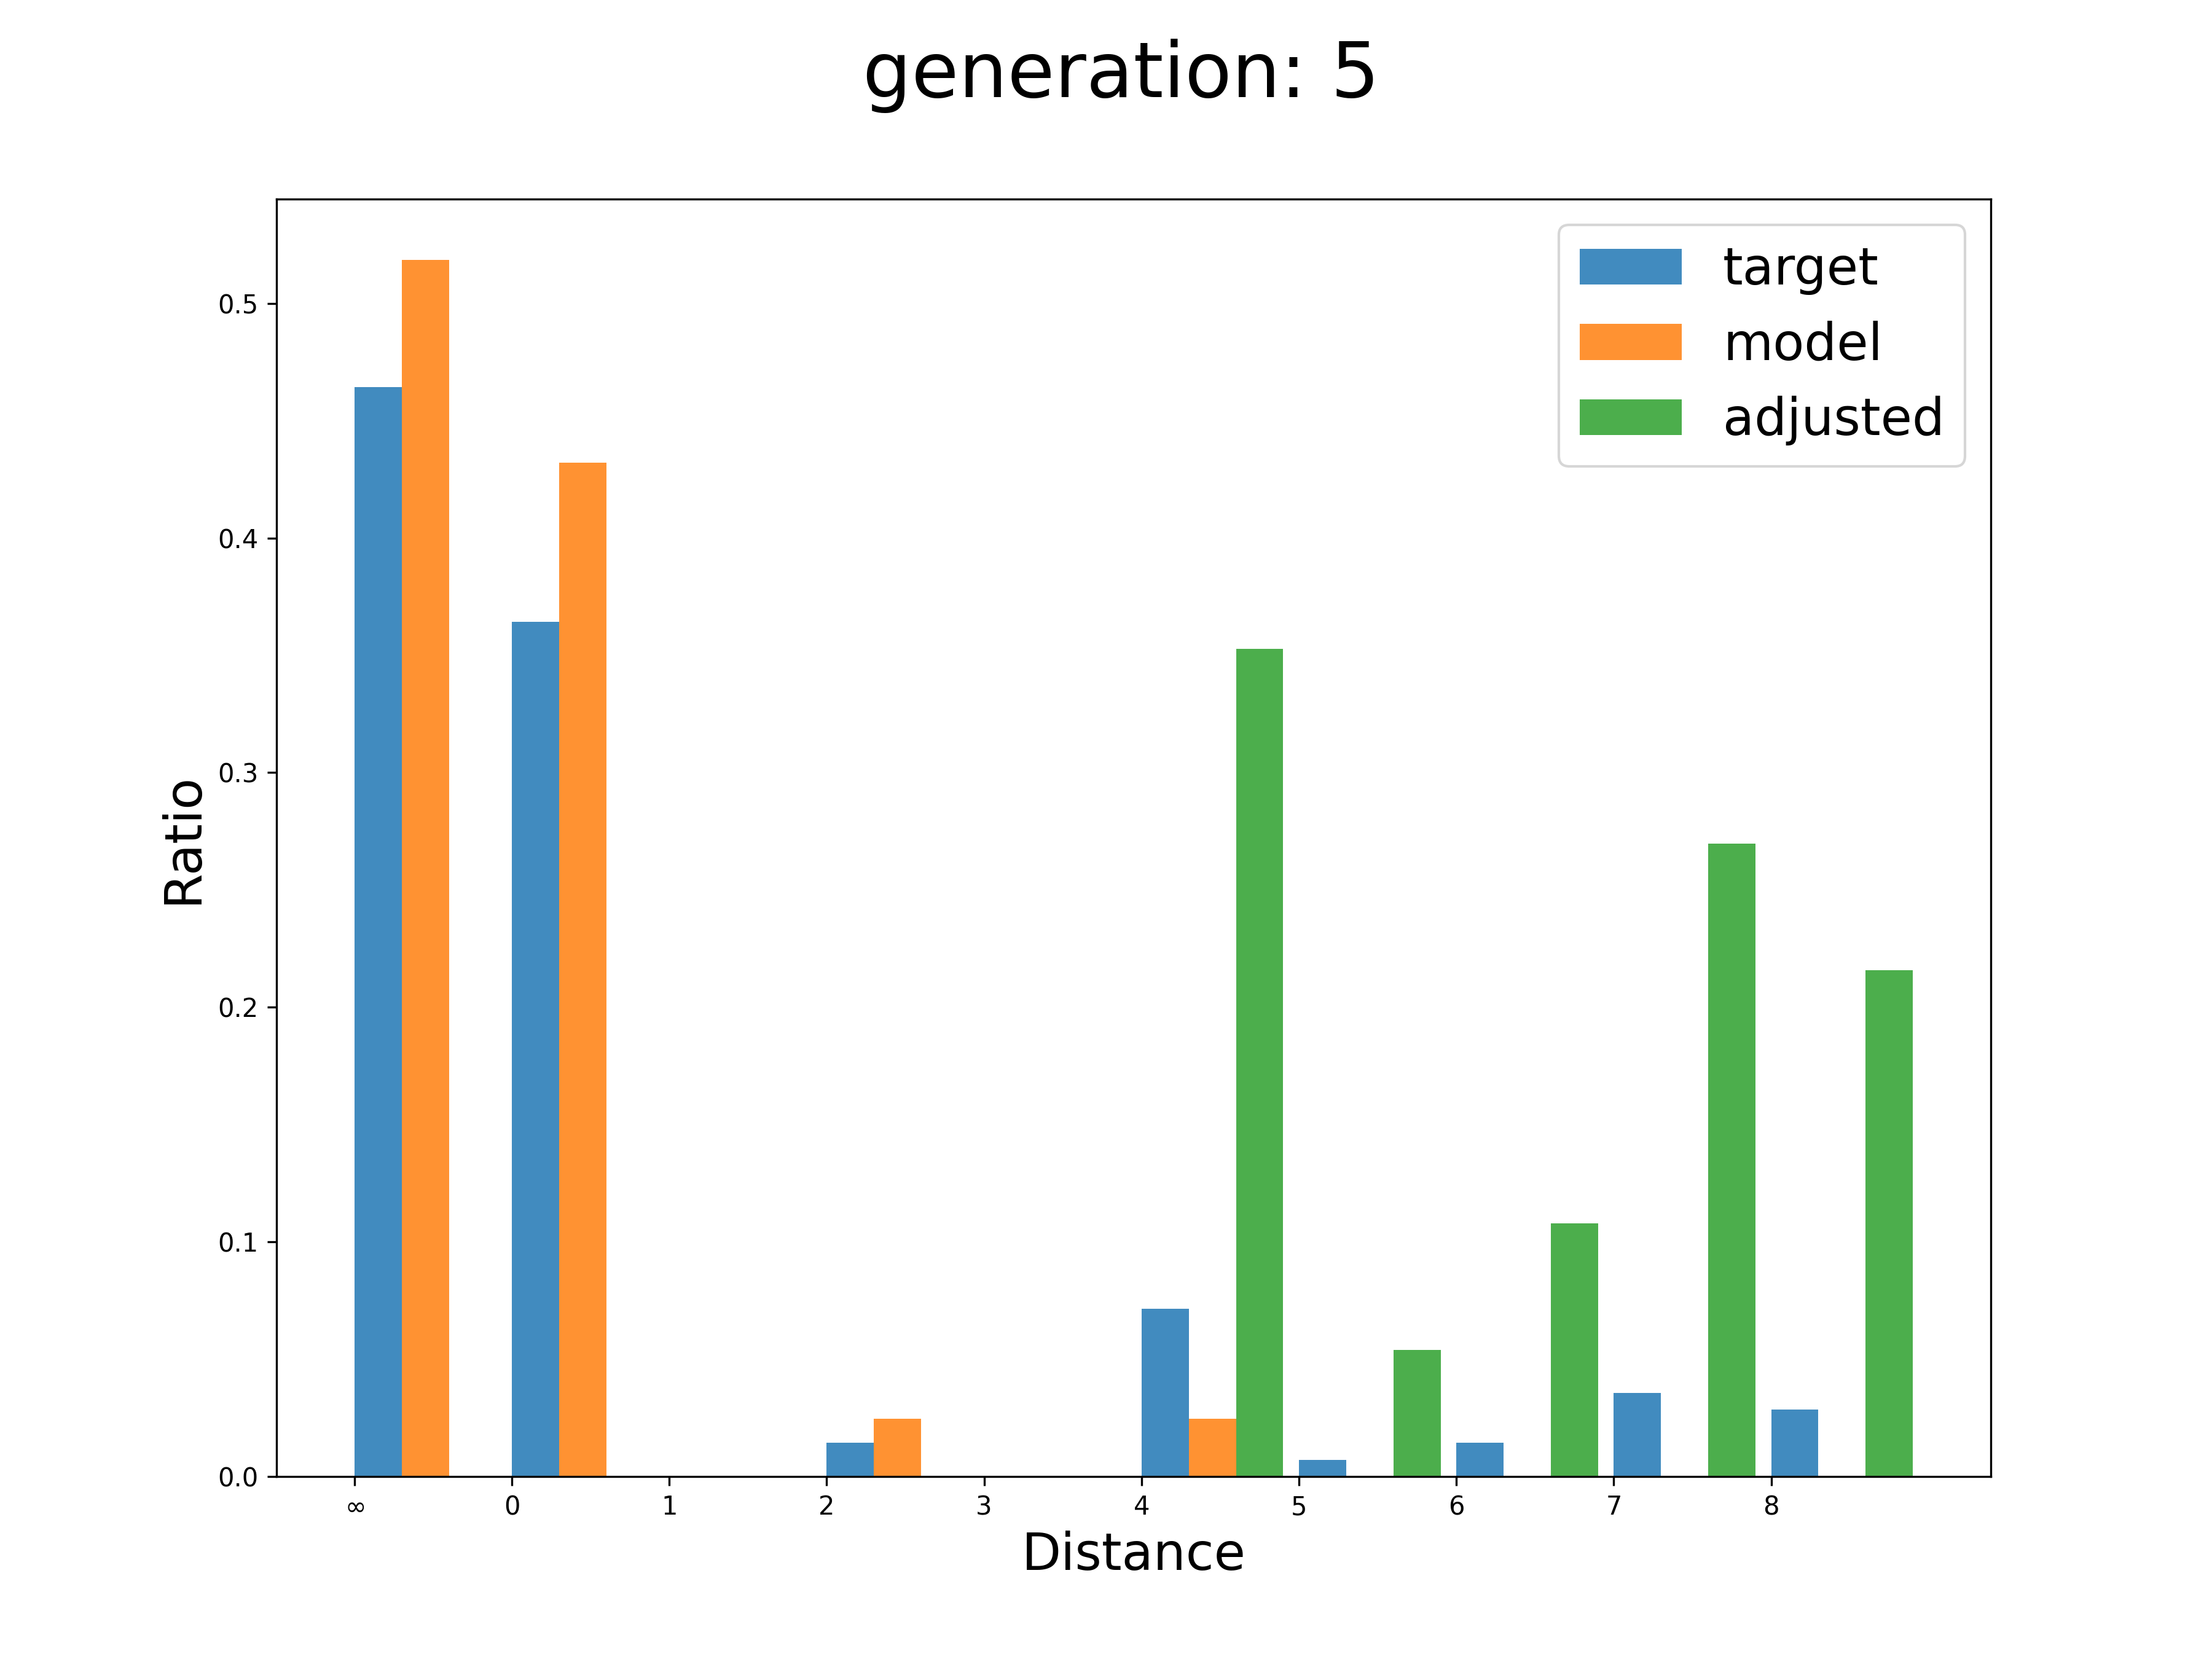 generation: 5
target
model
adjusted
0.5
0.4
0.3
0.2
0.1
0.0
Ratio
∞ 0 1 2 3 4 5 6 7 8
Distance